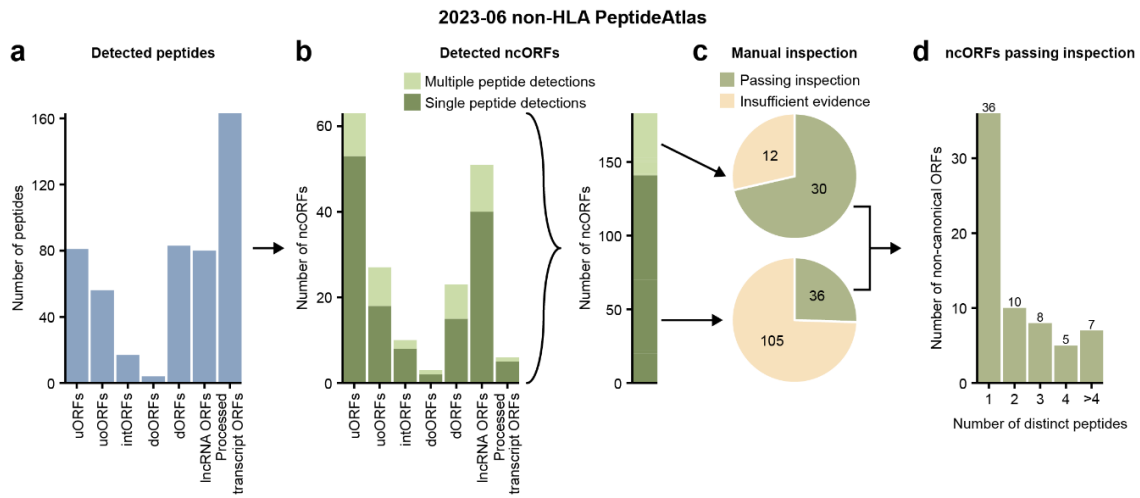 2023-06 non-HLA PeptideAtlas
a
Detected peptides
Number of peptides
160
120
80
40
0
uORFs
uoORFs
intORFs
doORFs
dORFs
lncRNA ORFs
Processed
transcript ORFs
b
Detected ncORFs
Multiple peptide detections
Single peptide detections
Number of ncORFs
60
40
20
0
uORFs
uoORFs
intORFs
doORFs
dORFs
lncRNA ORFs
Processed
transcript ORFs
Number of ncORFs
150
100
50
0
c
Manual inspection
Passing inspection
Insufficient evidence
12
30
36
105
d
ncORFs passing inspection
Number of non-canonical ORFs
30
20
10
0
36
10
8
5
7
1
2
3
4
>4
Number of distinct peptides